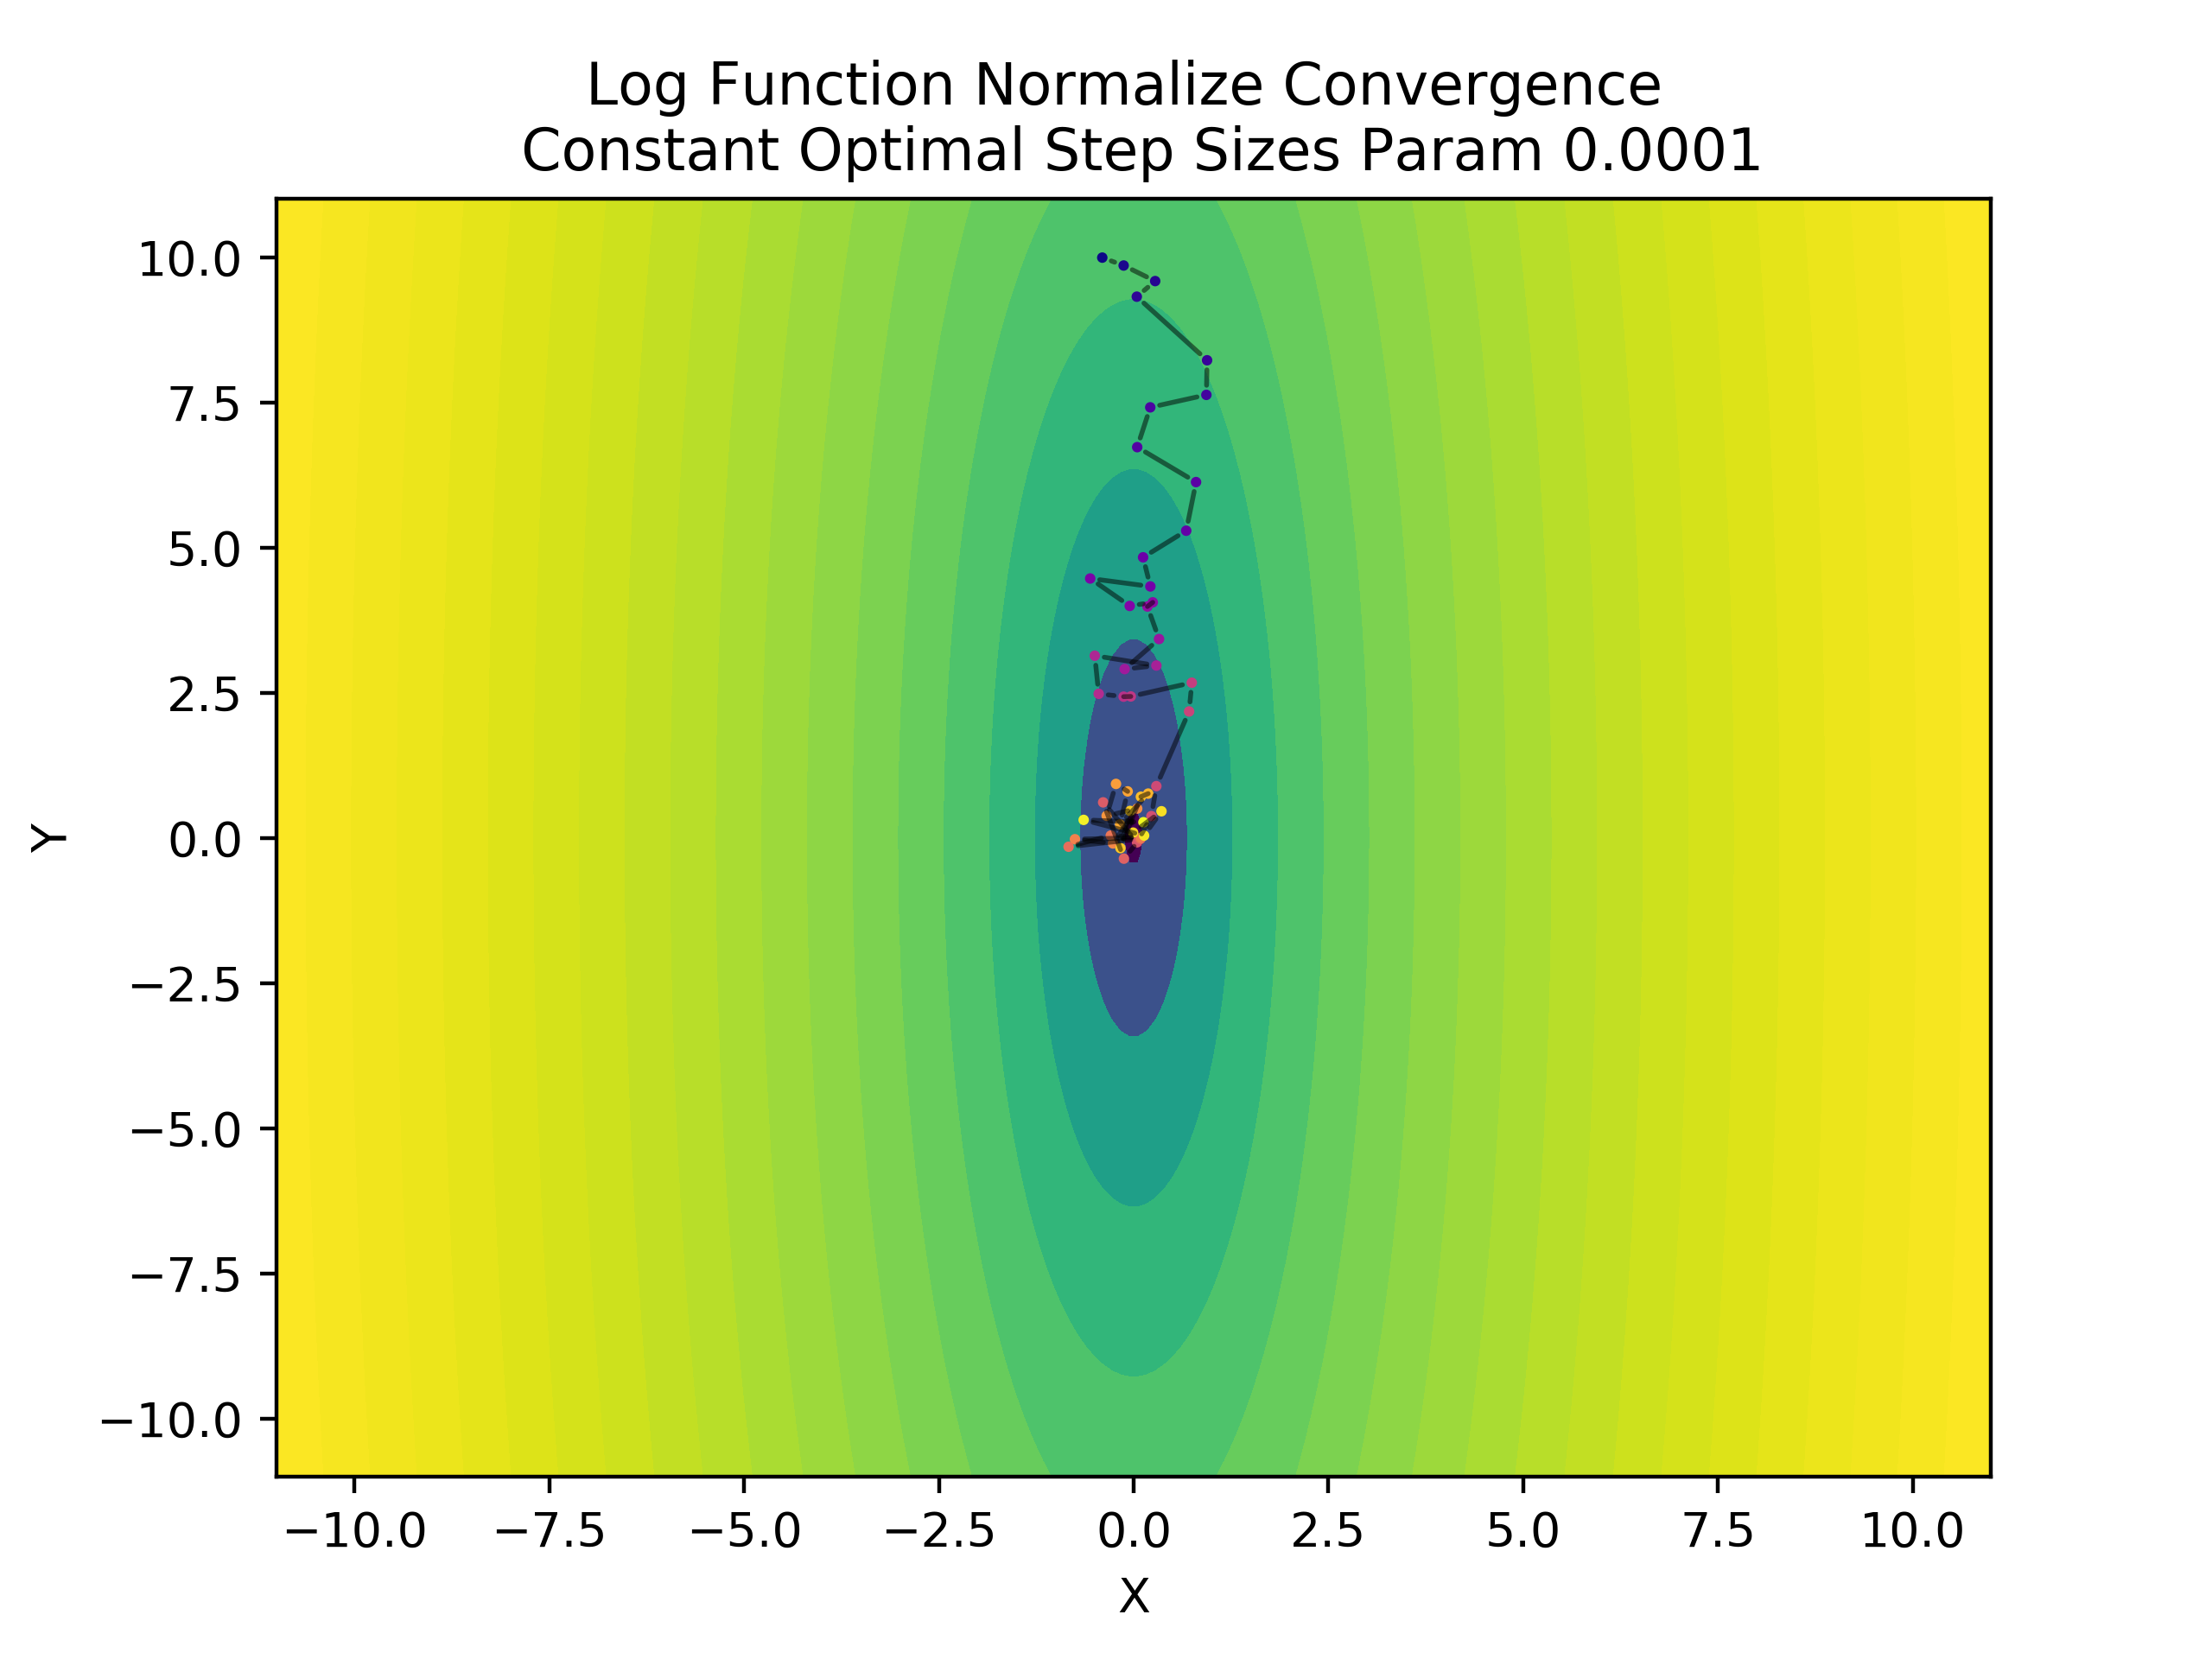 Log Function Normalize Convergence
Constant Optimal Step Sizes Param 0.0001
10.0
7.5
5.0
2.5
0.0
−2.5
−5.0
−7.5
−10.0
Y
−10.0 −7.5 −5.0 −2.5 0.0 2.5 5.0 7.5 10.0
X